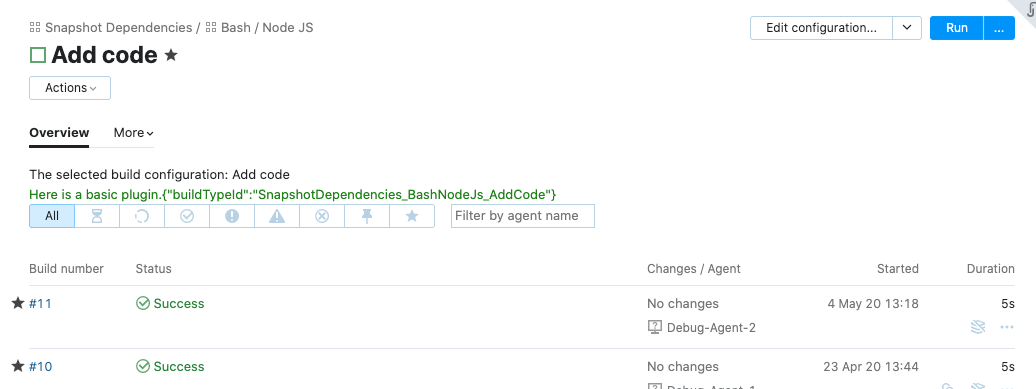 Snapshot Dependencies / Bash / Node JS
Edit configuration... Run ...
Add code
Actions
Overview More
The selected build configuration: Add code
Here is a basic plugin.{"buildTypeId":"SnapshotDependencies_BashNodeJs_AddCode"}
All Filter by agent name
Build number Status Changes / Agent Started Duration
#11 Success No changes 4 May 20 13:18 5s
Debug-Agent-2
#10 Success No changes 23 Apr 20 13:44 5s
Debug-Agent-1